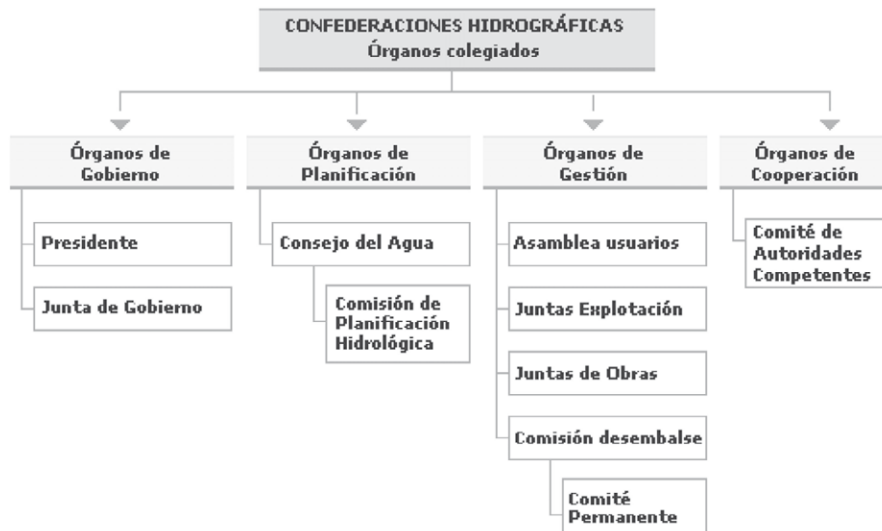 CONFEDERACIONES HIDROGRÁFICAS
Órganos colegiados
Órganos de
Gobierno
Presidente
Junta de Gobierno
Órganos de
Planificación
Consejo del Agua
Comisión de
Planificación
Hidrológica
Órganos de
Gestión
Asamblea usuarios
Juntas Explotación
Juntas de Obras
Comisión desembalse
Comité
Permanente
Órganos de
Cooperación
Comité de
Autoridades
Competentes